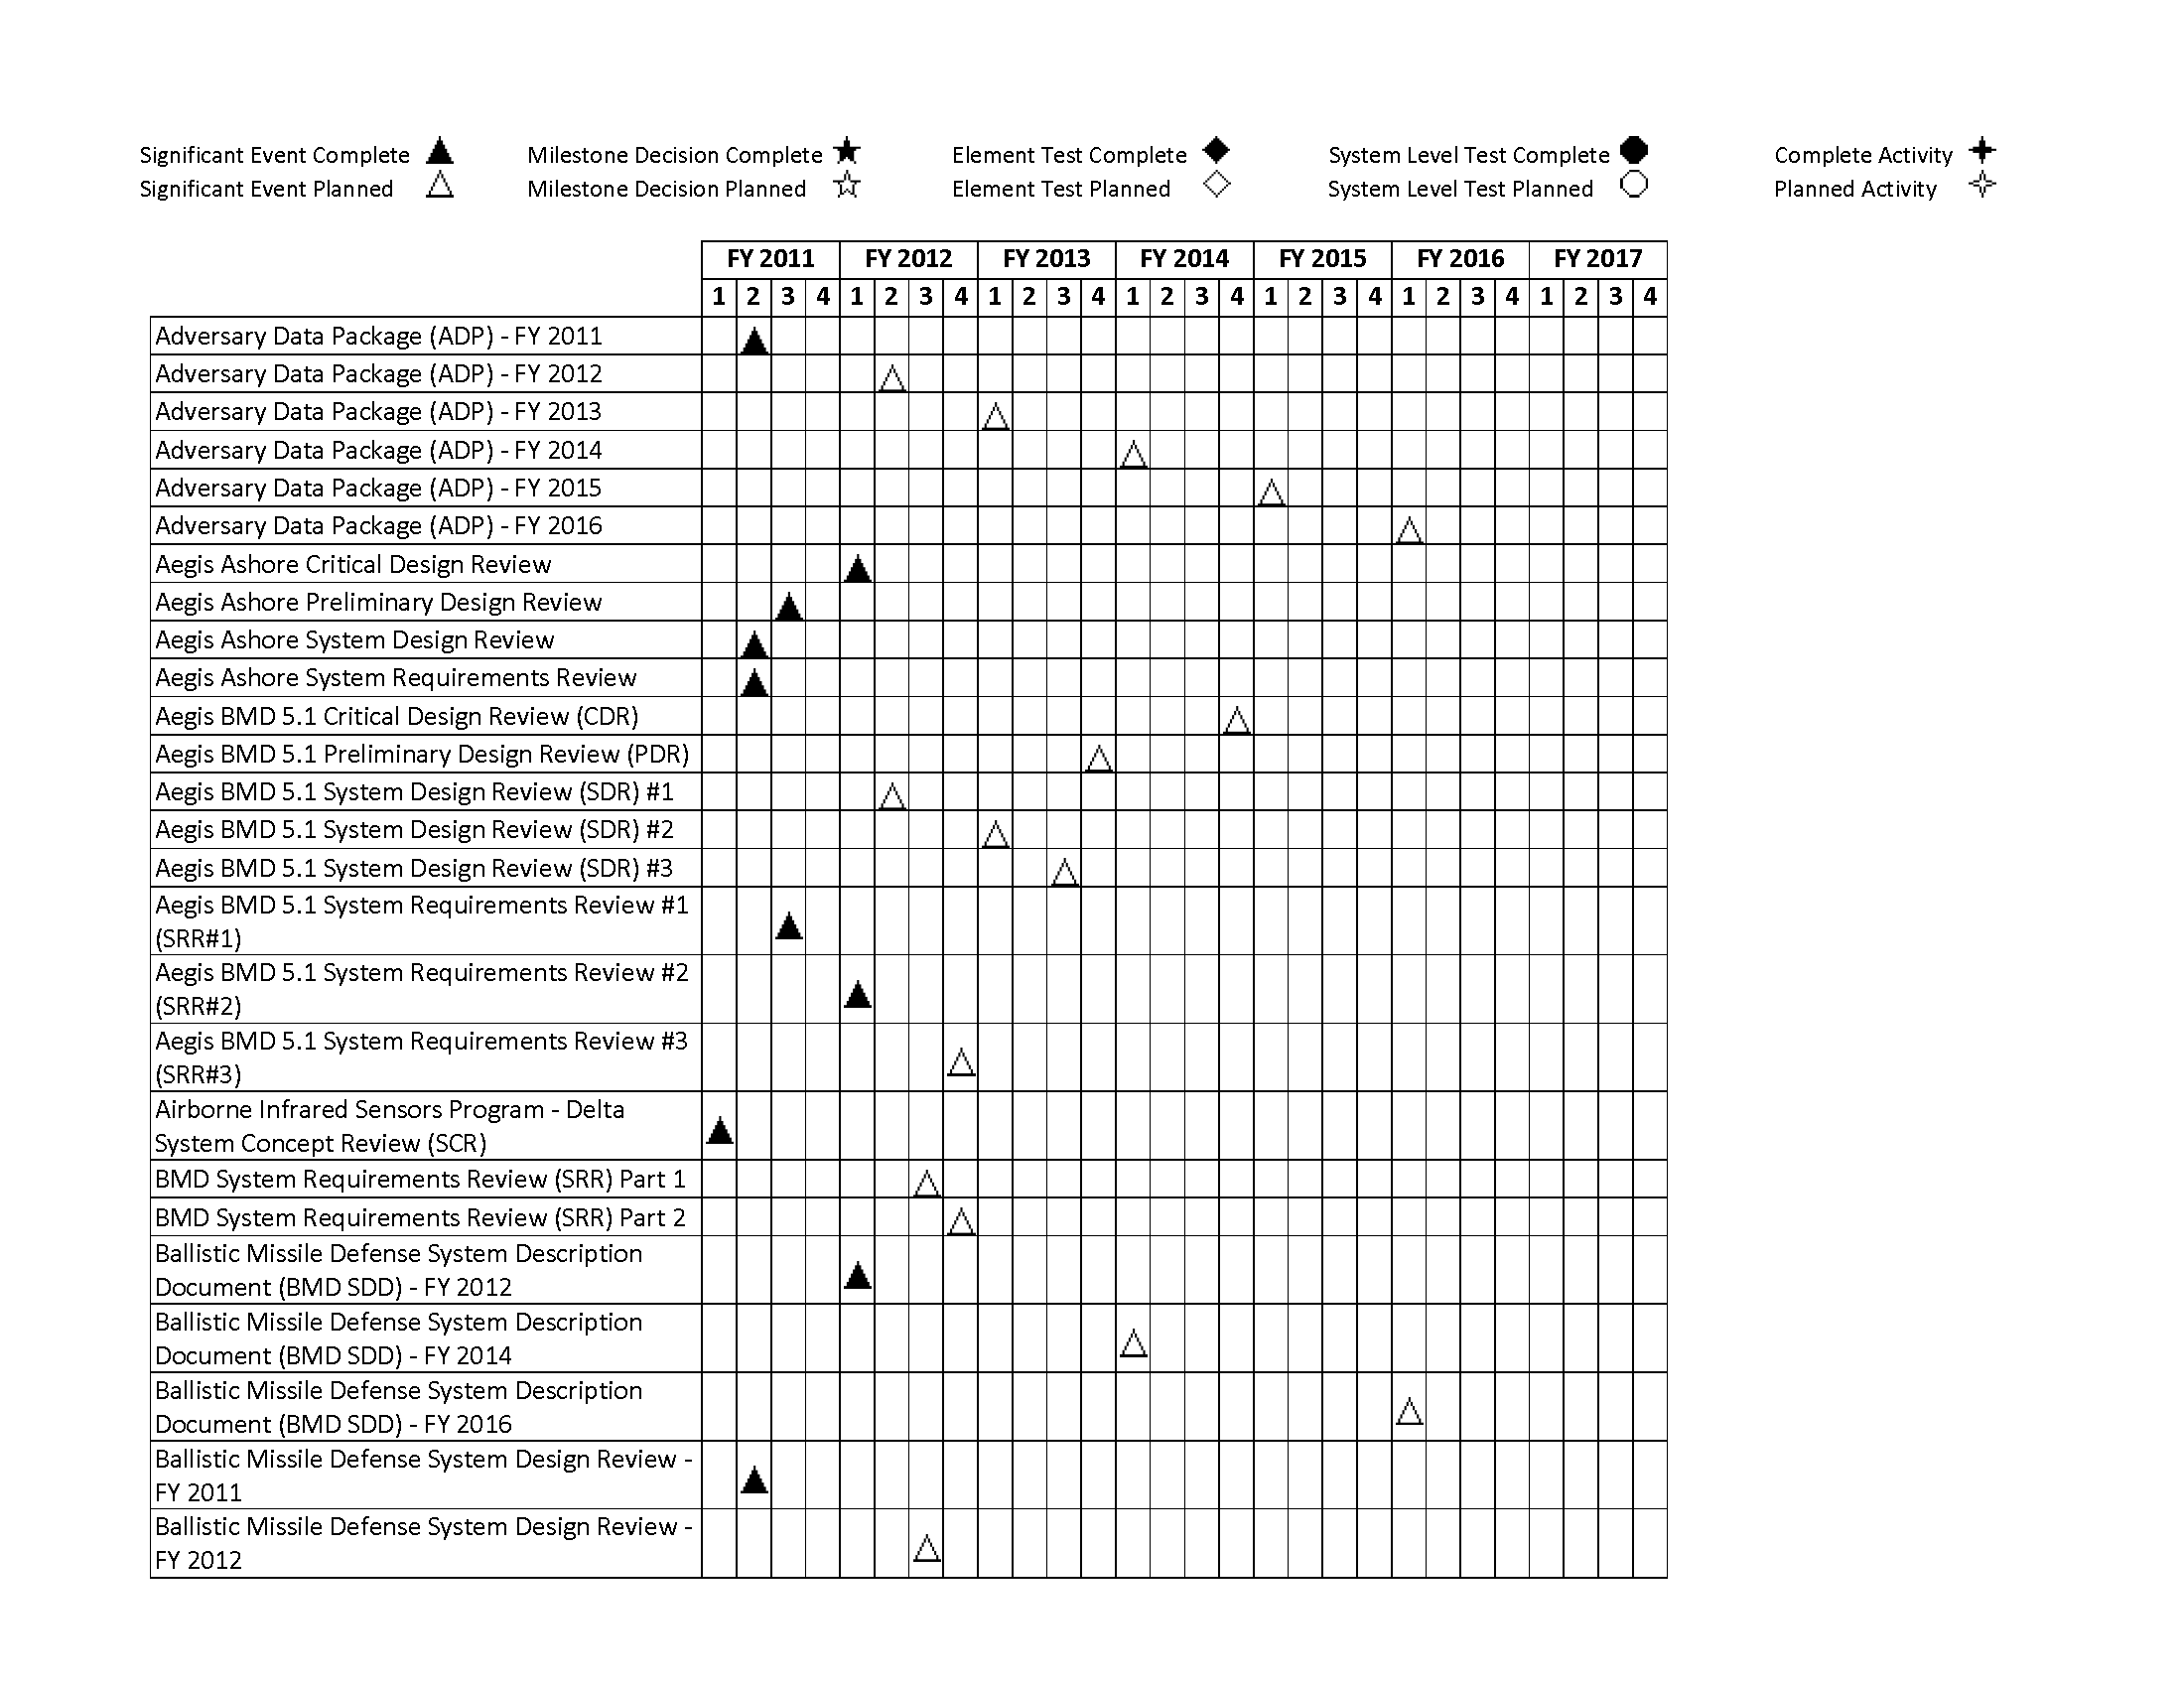 Significant Event Complete Milestone Decision Complete Element Test Complete System Level Test Complete Complete Activity
Significant Event Planned Milestone Decision Planned Element Test Planned System Level Test Planned Planned Activity
FY 2011 FY 2012 FY 2013 FY 2014 FY 2015 FY 2016 FY 2017
1 2 3 4 1 2 3 4 1 2 3 4 1 2 3 4 1 2 3 4 1 2 3 4 1 2 3 4
Adversary Data Package (ADP) - FY 2011
Adversary Data Package (ADP) - FY 2012
Adversary Data Package (ADP) - FY 2013
Adversary Data Package (ADP) - FY 2014
Adversary Data Package (ADP) - FY 2015
Adversary Data Package (ADP) - FY 2016
Aegis Ashore Critical Design Review
Aegis Ashore Preliminary Design Review
Aegis Ashore System Design Review
Aegis Ashore System Requirements Review
Aegis BMD 5.1 Critical Design Review (CDR)
Aegis BMD 5.1 Preliminary Design Review (PDR)
Aegis BMD 5.1 System Design Review (SDR) #1
Aegis BMD 5.1 System Design Review (SDR) #2
Aegis BMD 5.1 System Design Review (SDR) #3
Aegis BMD 5.1 System Requirements Review #1
(SRR#1)
Aegis BMD 5.1 System Requirements Review #2
(SRR#2)
Aegis BMD 5.1 System Requirements Review #3
(SRR#3)
Airborne Infrared Sensors Program - Delta
System Concept Review (SCR)
BMD System Requirements Review (SRR) Part 1
BMD System Requirements Review (SRR) Part 2
Ballistic Missile Defense System Description
Document (BMD SDD) - FY 2012
Ballistic Missile Defense System Description
Document (BMD SDD) - FY 2014
Ballistic Missile Defense System Description
Document (BMD SDD) - FY 2016
Ballistic Missile Defense System Design Review -
FY 2011
Ballistic Missile Defense System Design Review -
FY 2012